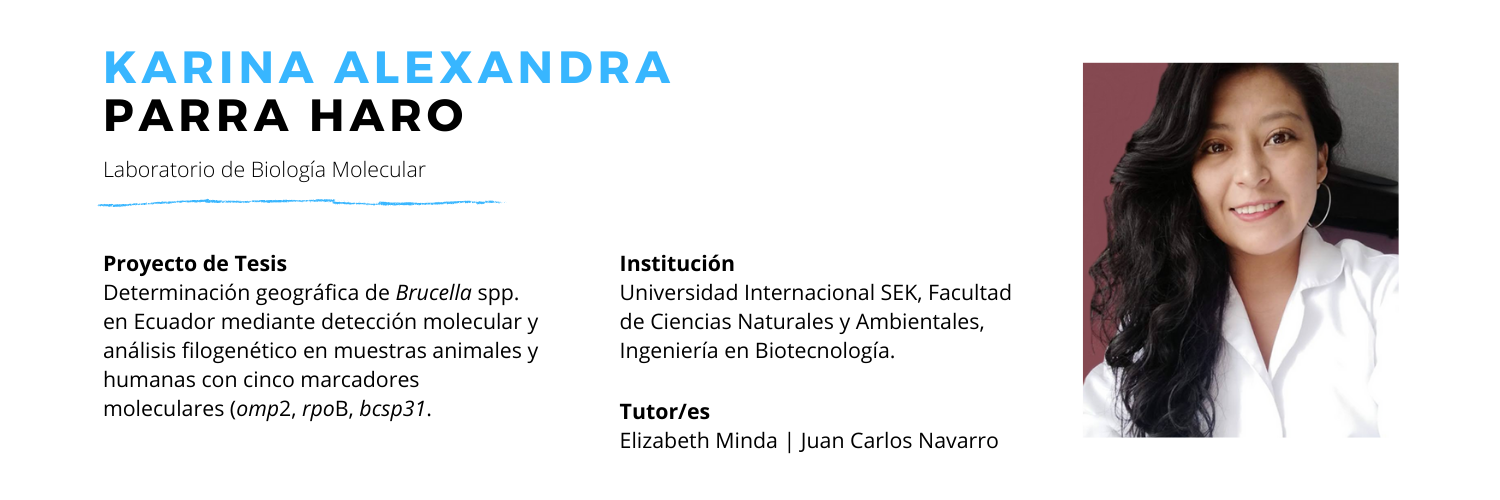 KARINA ALEXANDRA
PARRA HARO
Laboratorio de Biología Molecular
Proyecto de Tesis
Determinación geográfica de Brucella spp.
en Ecuador mediante detección molecular y
análisis filogenético en muestras animales y
humanas con cinco marcadores
moleculares (omp2, rpoB, bcsp31.
Institución
Universidad Internacional SEK, Facultad
de Ciencias Naturales y Ambientales,
Ingeniería en Biotecnología.
Tutor/es
Elizabeth Minda | Juan Carlos Navarro